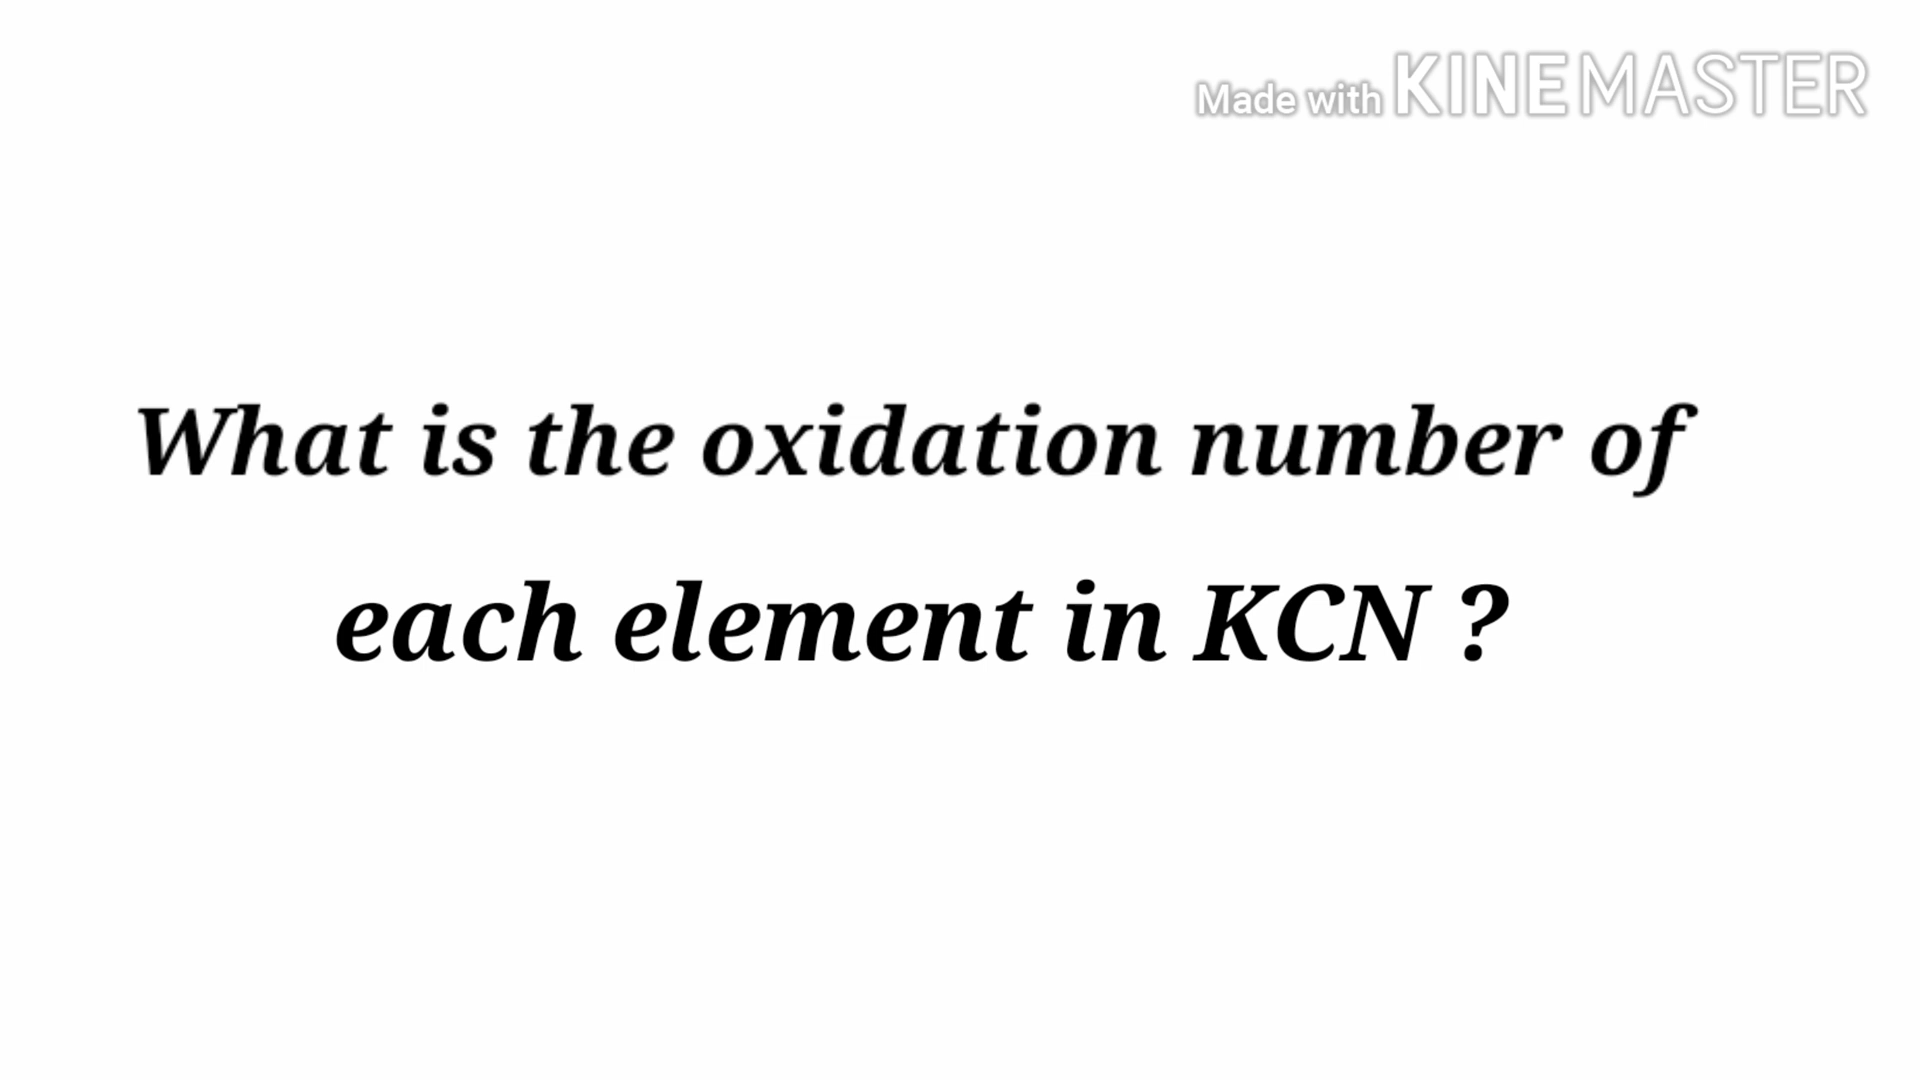 Made with KINEMASTER
What is the oxidation number of
each element in KCN ?